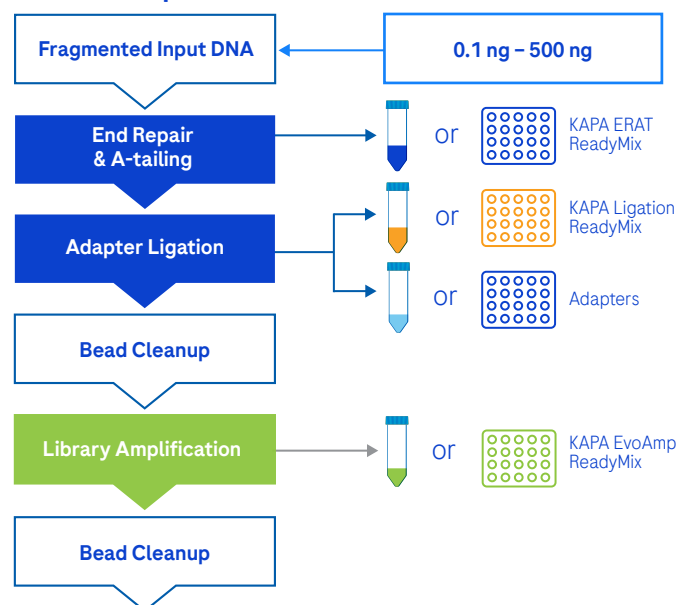 Fragmented Input DNA
0.1 ng – 500 ng
End Repair
& A-tailing
or
KAPA ERAT
ReadyMix
Adapter Ligation
or
KAPA Ligation
ReadyMix
or
Adapters
Bead Cleanup
Library Amplification
or
KAPA EvoAmp
ReadyMix
Bead Cleanup